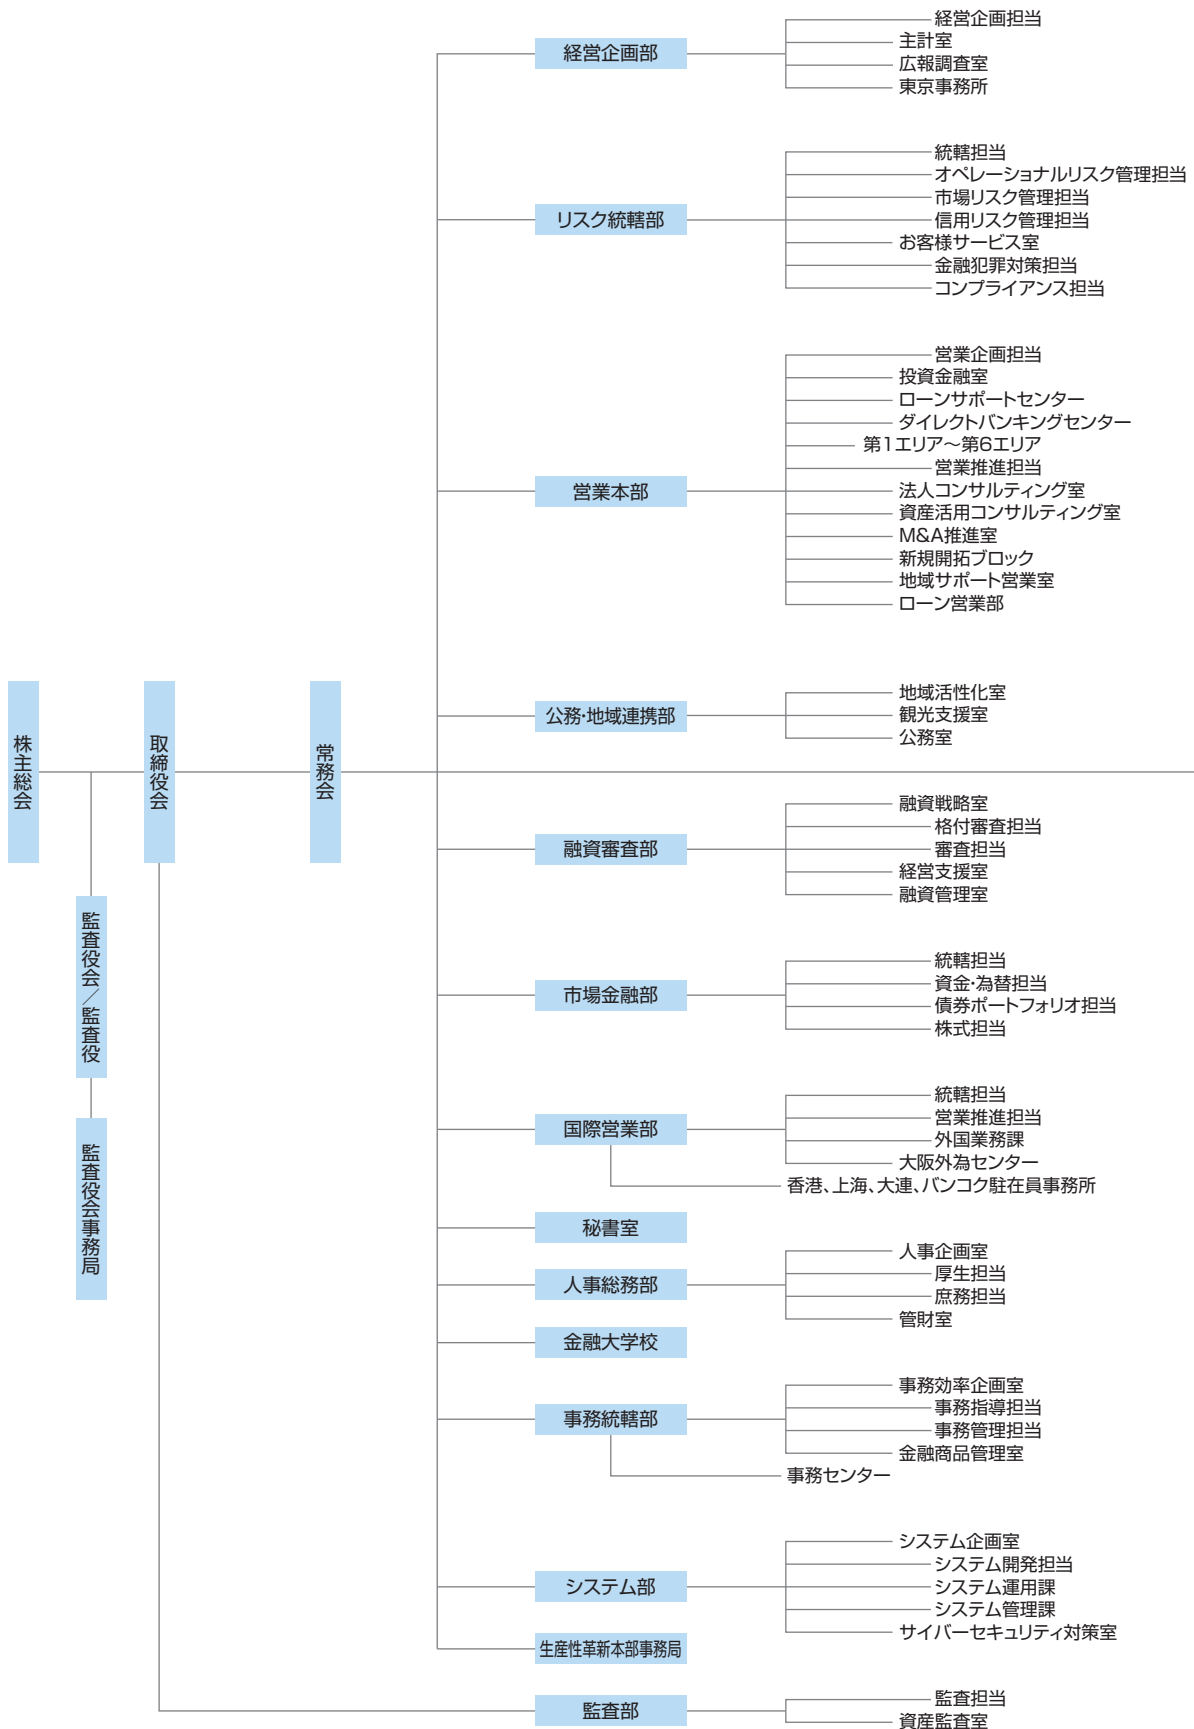 株主総会
監査役会／監査役
監査役会事務局
取締役会
常務会
経営企画部
経営企画担当
主計室
広報調査室
東京事務所
リスク統轄部
統轄担当
オペレーショナルリスク管理担当
市場リスク管理担当
信用リスク管理担当
お客様サービス室
金融犯罪対策担当
コンプライアンス担当
営業本部
営業企画担当
投資金融室
ローンサポートセンター
ダイレクトバンキングセンター
第1エリア〜第6エリア
営業推進担当
法人コンサルティング室
資産活用コンサルティング室
M&A推進室
新規開拓ブロック
地域サポート営業室
ローン営業部
公務・地域連携部
地域活性化室
観光支援室
公務室
融資審査部
融資戦略室
格付審査担当
審査担当
経営支援室
融資管理室
市場金融部
統轄担当
資金・為替担当
債券ポートフォリオ担当
株式担当
国際営業部
統轄担当
営業推進担当
外国業務課
大阪外為センター
香港、上海、大連、バンコク駐在員事務所
秘書室
人事総務部
人事企画室
厚生担当
庶務担当
管財室
金融大学校
事務統轄部
事務効率企画室
事務指導担当
事務管理担当
金融商品管理室
事務センター
システム部
システム企画室
システム開発担当
システム運用課
システム管理課
サイバーセキュリティ対策室
生産性革新本部事務局
監査部
監査担当
資産監査室